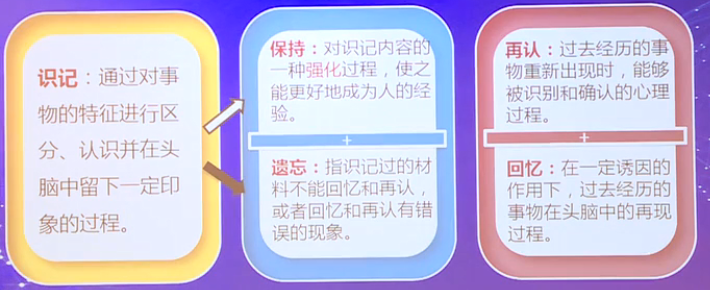 识记：通过对事
物的特征进行区
分、认识并在头
脑中留下一定印
象的过程。
保持：对识记内容的
一种强化过程，使之
能更好地成为人的经
验。
+
遗忘：指识记过的材
料不能回忆和再认，
或者回忆和再认有错
误的现象。
再认：过去经历的事
物重新出现时，能够
被识别和确认的心理
过程。
+
回忆：在一定诱因的
作用下，过去经历的
事物在头脑中的再现
过程。